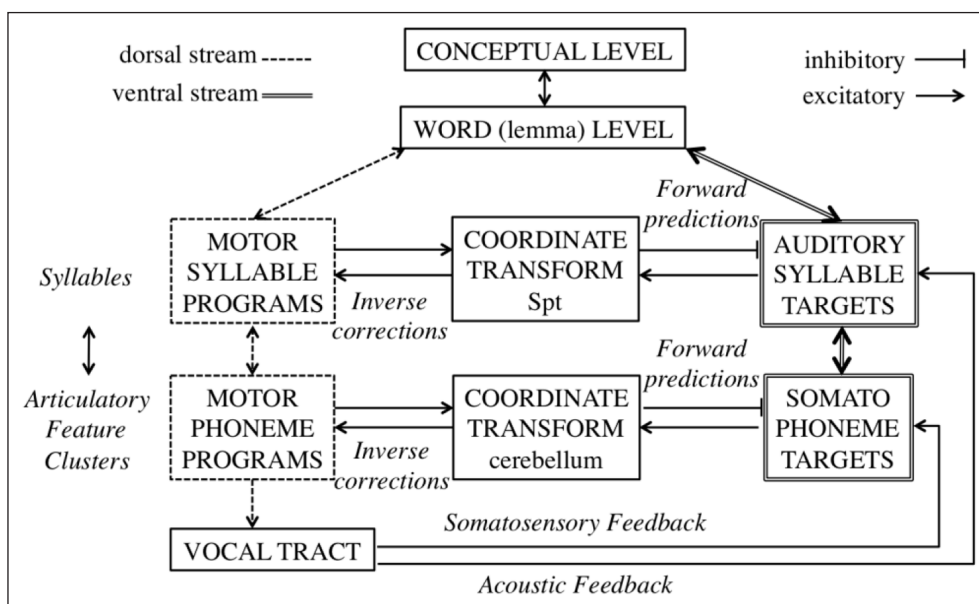 dorsal stream
ventral stream
CONCEPTUAL LEVEL
inhibitory
excitatory
WORD (lemma) LEVEL
Forward
predictions
Syllables
MOTOR
SYLLABLE
PROGRAMS
Inverse
corrections
COORDINATE
TRANSFORM
Spt
AUDITORY
SYLLABLE
TARGETS
Forward
predictions
Articulatory
Feature
Clusters
MOTOR
PHONEME
PROGRAMS
Inverse
corrections
COORDINATE
TRANSFORM
cerebellum
SOMATO
PHONEME
TARGETS
Somatosensory Feedback
VOCAL TRACT
Acoustic Feedback